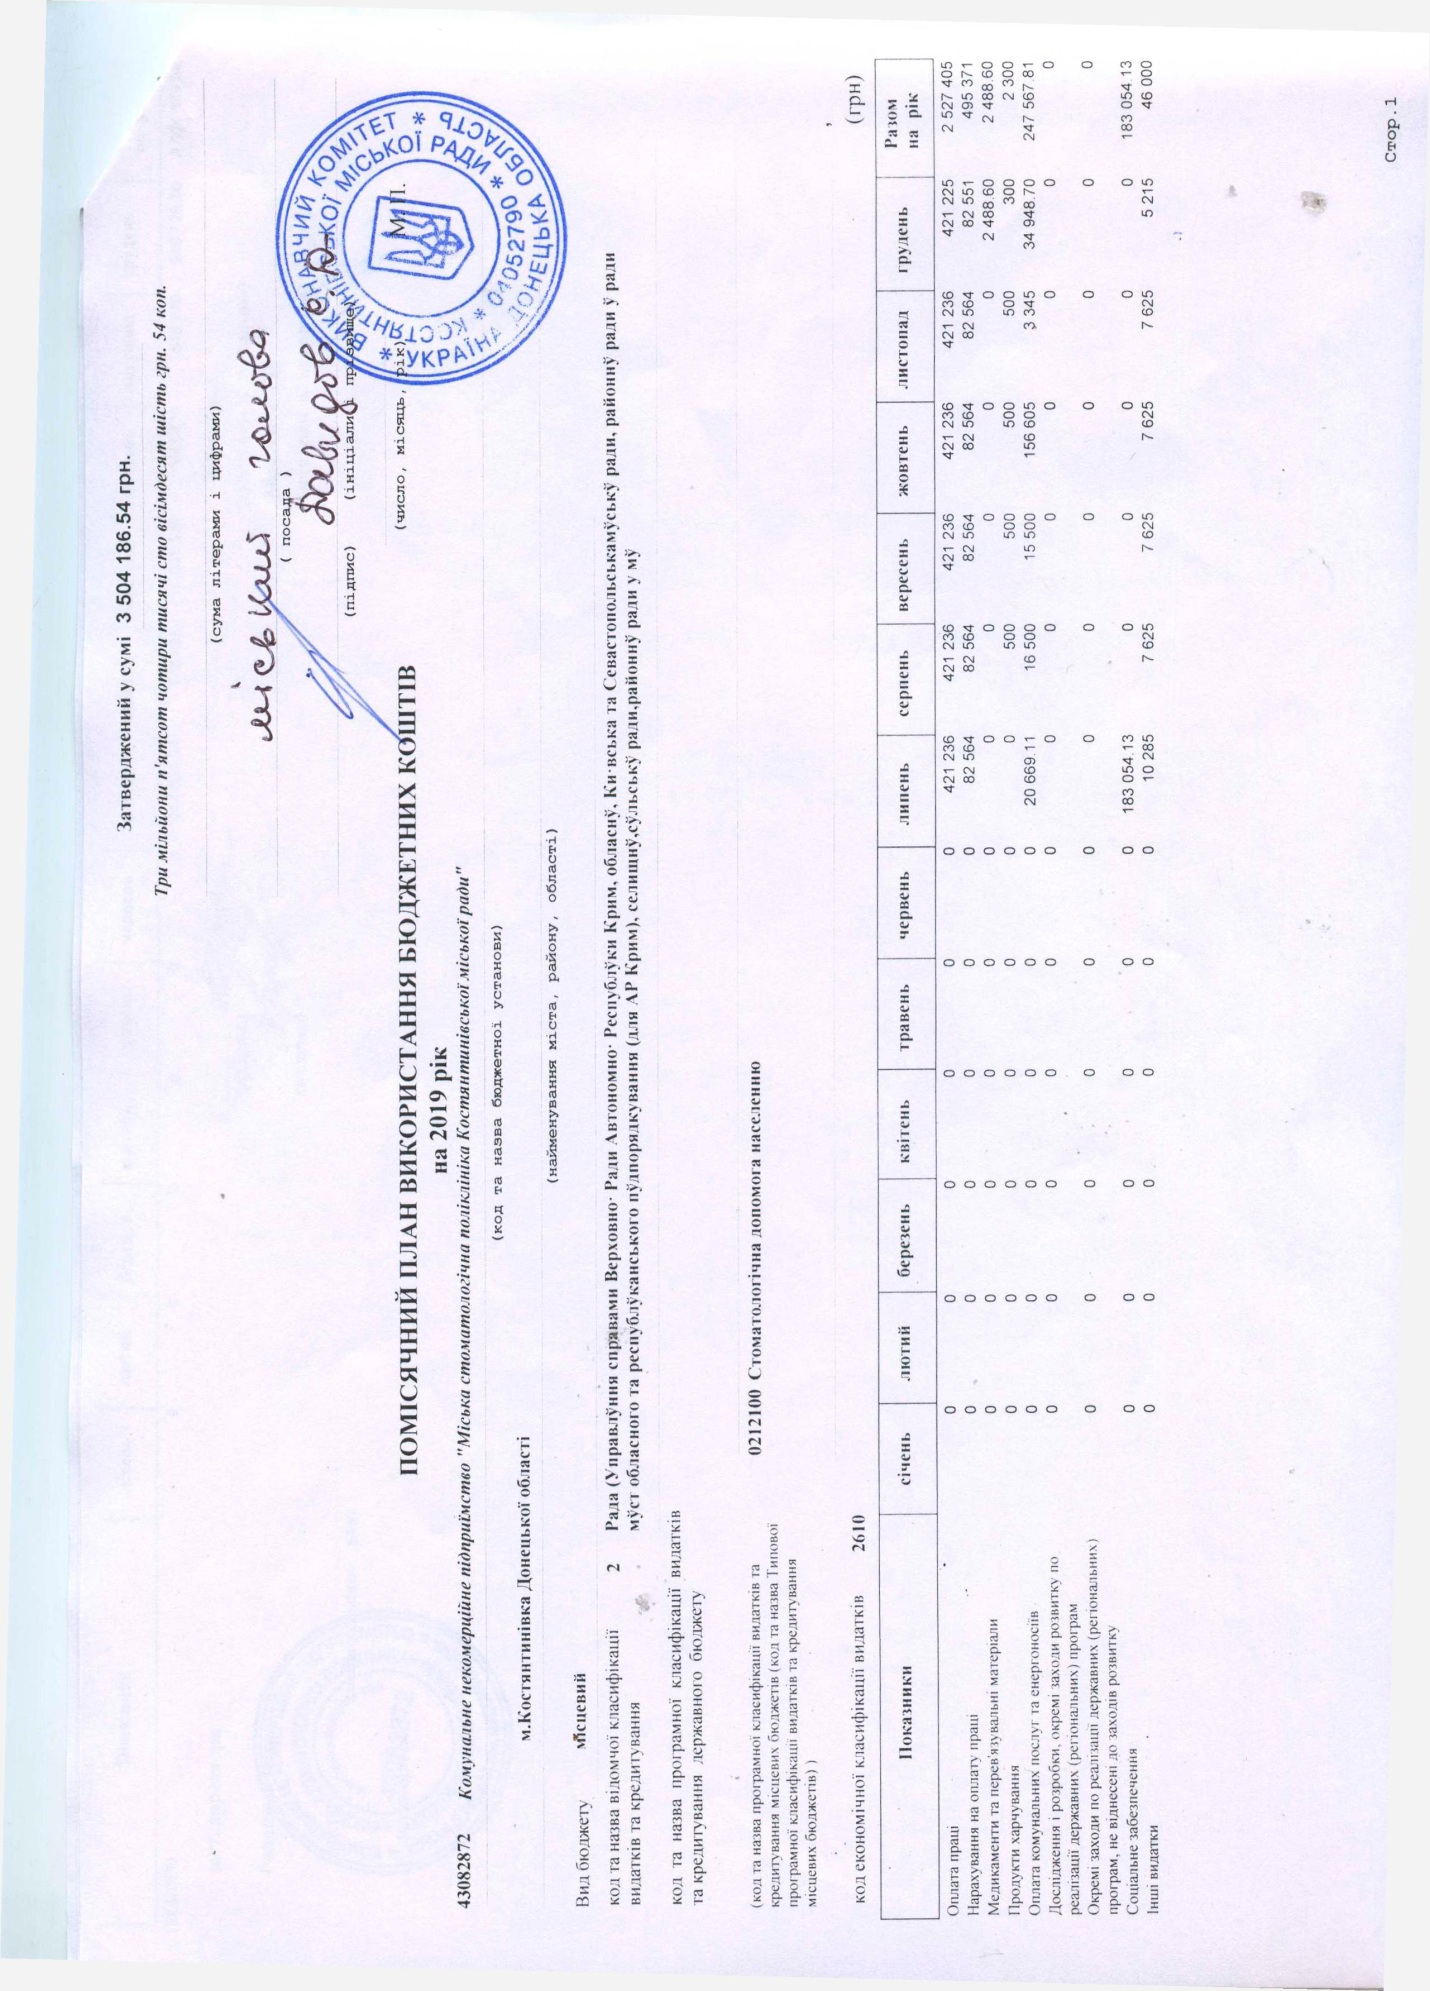 Затверджений у сумі 3 504 186.54 грн.
Три мільйони п'ятсот чотири тисячі сто вісімдесят шість грн. 54 коп.
(сума літерами і цифрами)
міський голова
( посада )
Давидов С.Д.
(підпис) (ініціали і прізвище)
(число, місяць, рік) М.П.
ВИКОНАВЧИЙ КОМІТЕТ * КОСТЯНТИНІВСЬКОЇ МІСЬКОЇ РАДИ * 04052790 * УКРАЇНА ДОНЕЦЬКА ОБЛАСТЬ *
ПОМІСЯЧНИЙ ПЛАН ВИКОРИСТАННЯ БЮДЖЕТНИХ КОШТІВ
на 2019 рік
43082872 Комунальне некомерційне підприїмство "Міська стоматологічна поліклініка Костянтинівської міської ради"
(код та назва бюджетної установи)
м.Костянтинівка Донецької області
(найменування міста, району, області)
Вид бюджету місцевий
код та назва відомчої класифікації видатків та кредитування 2 Рада (Управлўння справами Верховно· Ради Автономно· Республўки Крим, обласнў, Ки·вська та Севастопольськамўську ради, районнў ради ў ради
мўст обласного та республўканського пўдпорядкування (для АР Крим), селищнў,сўльськў ради.районнў ради у мў
код та назва програмної класифікації видатків
та кредитування державного бюджету
(код та назва програмної класифікації видатків та
кредитування місцевих бюджетів (код та назва Типової
програмної класифікації видатків та кредитування
місцевих бюджетів) )
0212100 Стоматологічна допомога населенню
код економічної класифікації видатків 2610 (грн)
Показники січень лютий березень квітень травень червень липень серпень вересень жовтень листопад грудень Разом на рік
Оплата праці 0 0 0 0 0 0 421 236 421 236 421 236 421 236 421 236 421 225 2 527 405
Нарахування на оплату праці 0 0 0 0 0 0 82 564 82 564 82 564 82 564 82 564 82 551 495 371
Медикаменти та перев'язувальні матеріали 0 0 0 0 0 0 0 0 0 0 0 2 488.60 2 488.60
Продукти харчування 0 0 0 0 0 0 0 500 500 500 500 300 2 300
Оплата комунальних послуг та енергоносіїв 0 0 0 0 0 0 20 669.11 16 500 15 500 156 605 3 345 34 948.70 247 567.81
Дослідження і розробки, окремі заходи розвитку по
реалізації державних (регіональних) програм 0 0 0 0 0 0 0 0 0 0 0 0 0
Окремі заходи по реалізації державних (регіональних)
програм, не віднесені до заходів розвитку 0 0 0 0 0 0 0 0 0 0 0 0 0
Соціальне забезпечення 0 0 0 0 0 0 183 054.13 0 0 0 0 0 183 054.13
Інші видатки 0 0 0 0 0 0 10 285 7 625 7 625 7 625 7 625 5 215 46 000
Стор.1